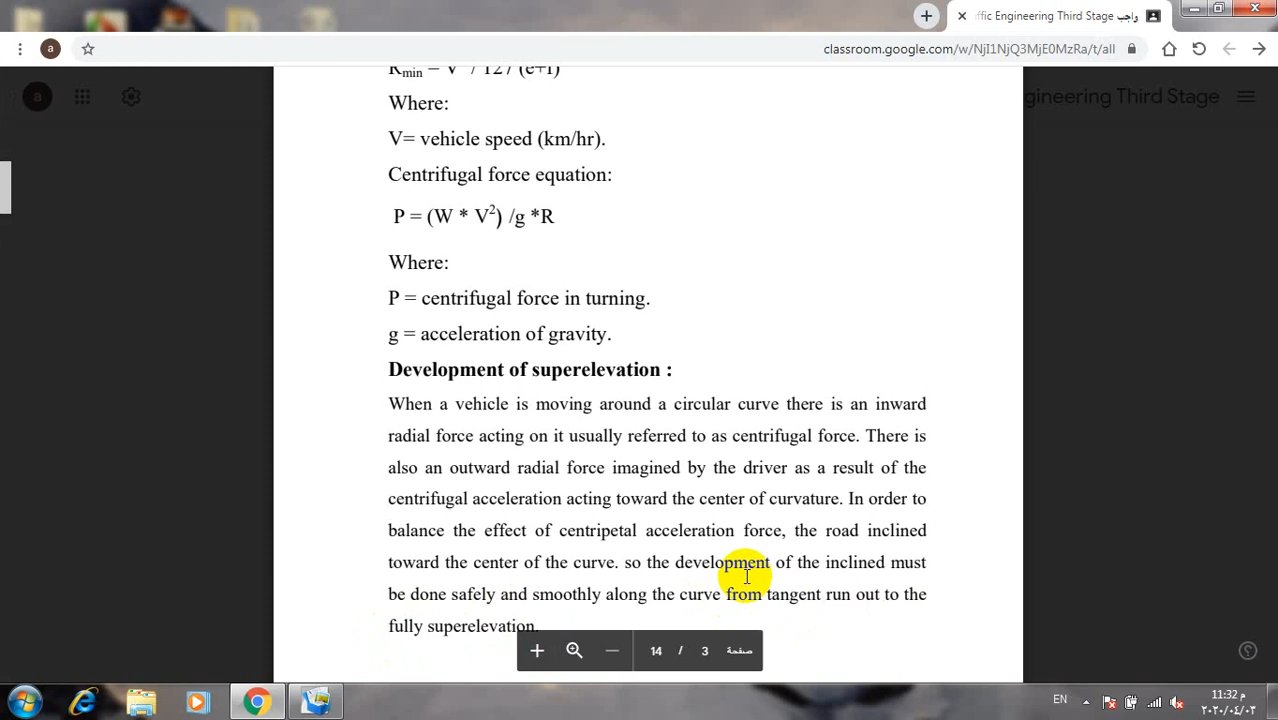 ffic Engineering Third Stage واجب
a
classroom.google.com/w/NjI1NjQ3MjE0MzRa/t/all
a
gineering Third Stage
Where:
V= vehicle speed (km/hr).
Centrifugal force equation:
P = (W * V²) /g *R
Where:
P = centrifugal force in turning.
g = acceleration of gravity.
Development of superelevation :
When a vehicle is moving around a circular curve there is an inward
radial force acting on it usually referred to as centrifugal force. There is
also an outward radial force imagined by the driver as a result of the
centrifugal acceleration acting toward the center of curvature. In order to
balance the effect of centripetal acceleration force, the road inclined
toward the center of the curve. so the development of the inclined must
be done safely and smoothly along the curve from tangent run out to the
fully superelevation.
صفحة 3 / 14
EN
11:32 م
٢٠٢٠/٠٤/٠٣